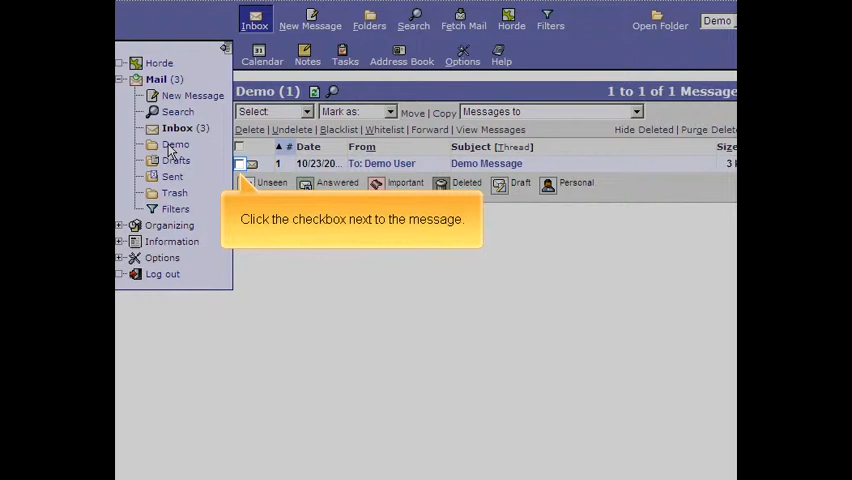 Inbox New Message Folders Search Fetch Mail Horde Filters Open Folder Demo
Calendar Notes Tasks Address Book Options Help
Horde
Mail (3)
New Message
Search
Inbox (3)
Demo
Drafts
Sent
Trash
Filters
Organizing
Information
Options
Log out
Demo (1) 1 to 1 of 1 Message
Select: Mark as: Move | Copy Messages to
Delete | Undelete | Blacklist | Whitelist | Forward | View Messages Hide Deleted | Purge Delet
# Date From Subject [Thread] Size
1 10/23/20... To: Demo User Demo Message 3
Unseen Answered Important Deleted Draft Personal
Click the checkbox next to the message.